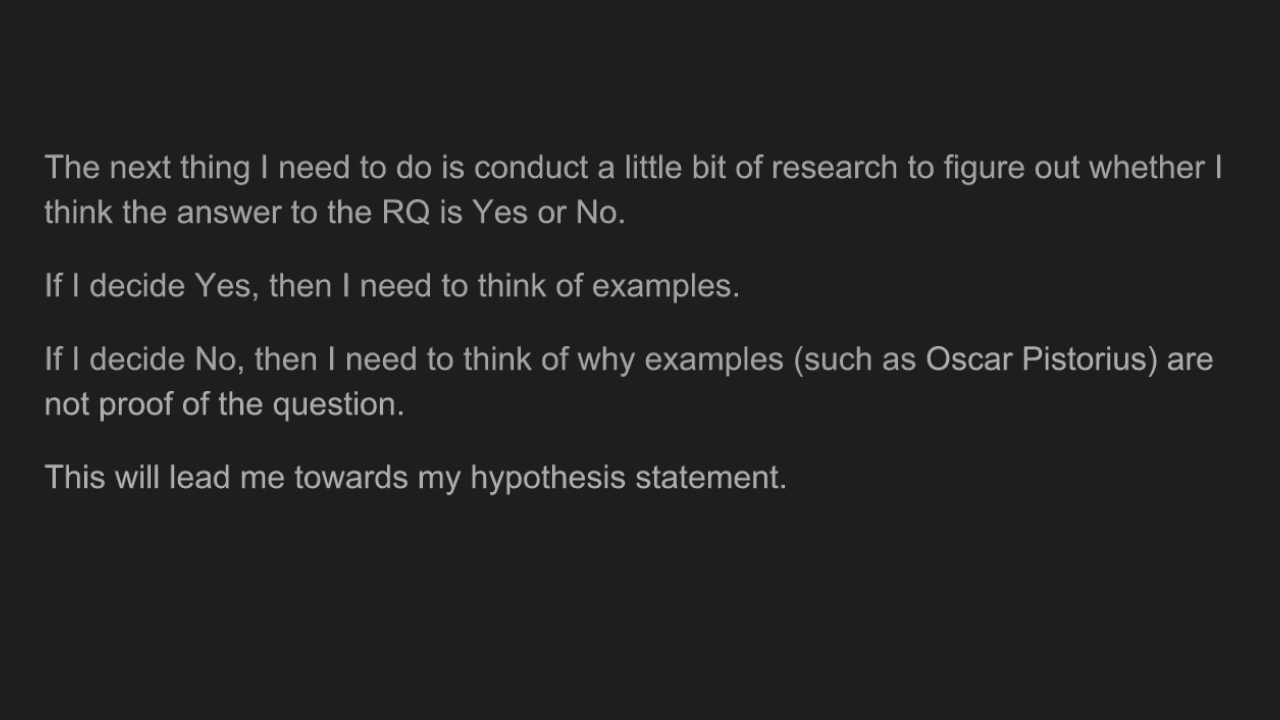 The next thing I need to do is conduct a little bit of research to figure out whether I
think the answer to the RQ is Yes or No.
If I decide Yes, then I need to think of examples.
If I decide No, then I need to think of why examples (such as Oscar Pistorius) are
not proof of the question.
This will lead me towards my hypothesis statement.